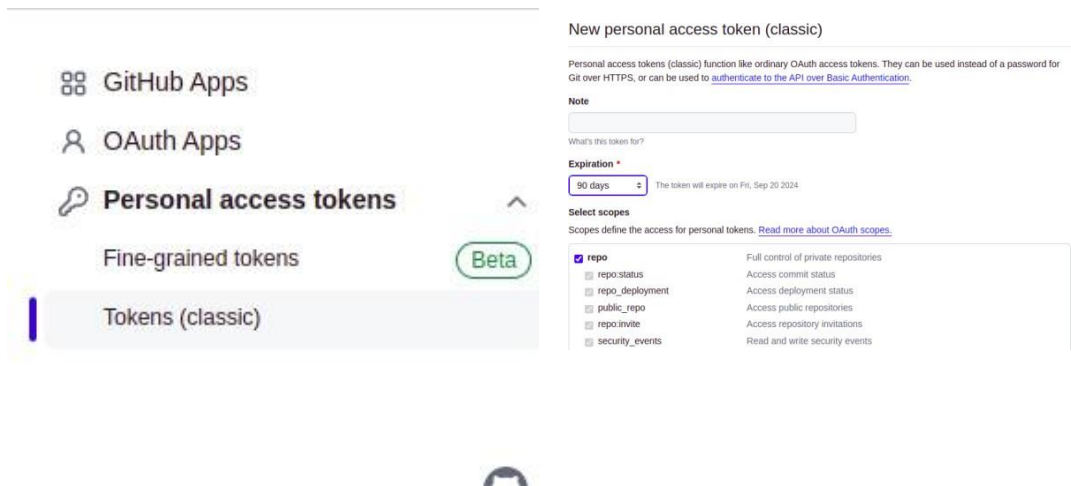 GitHub Apps
OAuth Apps
Personal access tokens
Fine-grained tokens
Beta
Tokens (classic)
New personal access token (classic)
Personal access tokens (classic) function like ordinary OAuth access tokens. They can be used instead of a password for
Git over HTTPS, or can be used to authenticate to the API over Basic Authentication.
Note
What's this token for?
Expiration *
90 days The token will expire on Fri, Sep 20 2024
Select scopes
Scopes define the access for personal tokens. Read more about OAuth scopes.
repo Full control of private repositories
repo:status Access commit status
repo_deployment Access deployment status
public_repo Access public repositories
repo:invite Access repository invitations
security_events Read and write security events